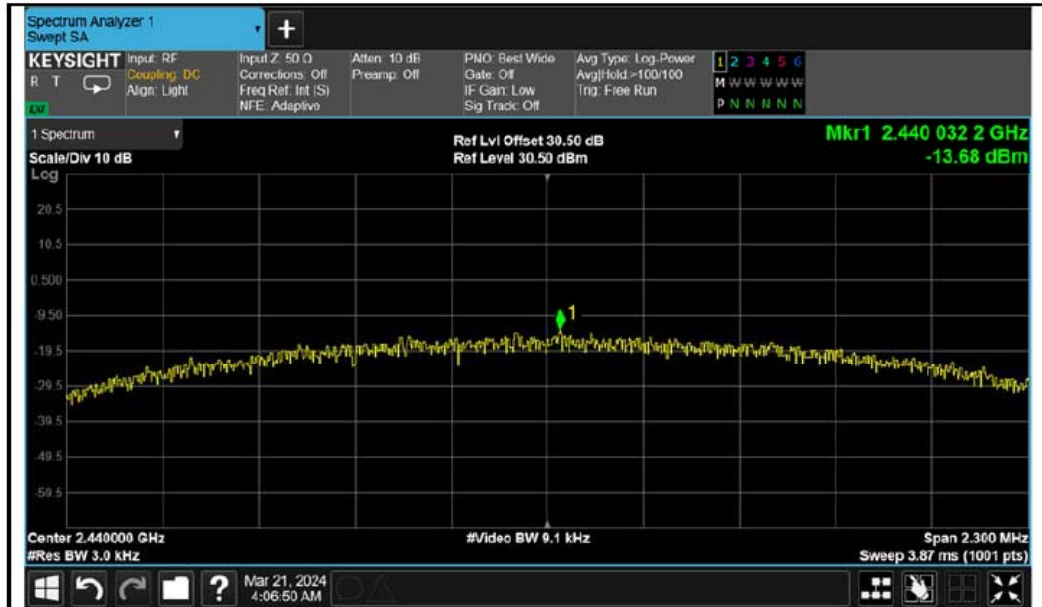 Spectrum Analyzer 1
Swept SA
+
KEYSIGHT
R T
LXI
Input: RF
Coupling: DC
Align: Light
Input Z: 50 Ω
Corrections: Off
Freq Ref: Int (S)
NFE: Adaptive
Atten: 10 dB
Preamp: Off
PNO: Best Wide
Gate: Off
IF Gain: Low
Sig Track: Off
Avg Type: Log-Power
Avg|Hold:>100/100
Trig: Free Run
1 2 3 4 5 6
M W W W W W
P N N N N N
1 Spectrum
Scale/Div 10 dB
Log
Ref Lvl Offset 30.50 dB
Ref Level 30.50 dBm
Mkr1 2.440 032 2 GHz
-13.68 dBm
20.5
10.5
0.500
-9.50
1
-19.5
-29.5
-39.5
-49.5
-59.5
Center 2.440000 GHz
#Res BW 3.0 kHz
#Video BW 9.1 kHz
Span 2.300 MHz
Sweep 3.87 ms (1001 pts)
?
Mar 21, 2024
4:06:50 AM